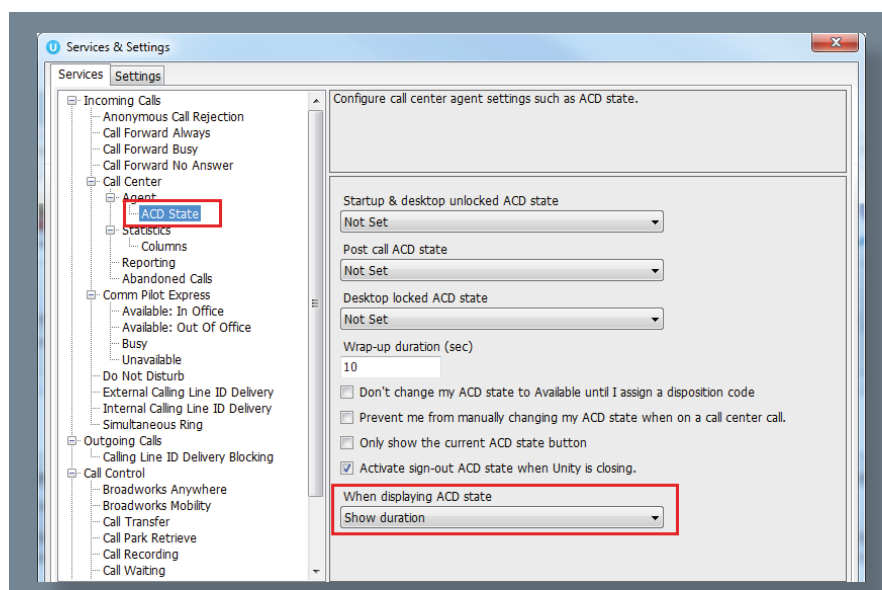 U Services & Settings
Services Settings
Incoming Calls
Anonymous Call Rejection
Call Forward Always
Call Forward Busy
Call Forward No Answer
Call Center
Agent
ACD State
Statistics
Columns
Reporting
Abandoned Calls
Comm Pilot Express
Available: In Office
Available: Out Of Office
Busy
Unavailable
Do Not Disturb
External Calling Line ID Delivery
Internal Calling Line ID Delivery
Simultaneous Ring
Outgoing Calls
Calling Line ID Delivery Blocking
Call Control
Broadworks Anywhere
Broadworks Mobility
Call Transfer
Call Park Retrieve
Call Recording
Call Waiting
Configure call center agent settings such as ACD state.
Startup & desktop unlocked ACD state
Not Set
Post call ACD state
Not Set
Desktop locked ACD state
Not Set
Wrap-up duration (sec)
10
Don't change my ACD state to Available until I assign a disposition code
Prevent me from manually changing my ACD state when on a call center call.
Only show the current ACD state button
Activate sign-out ACD state when Unity is closing.
When displaying ACD state
Show duration